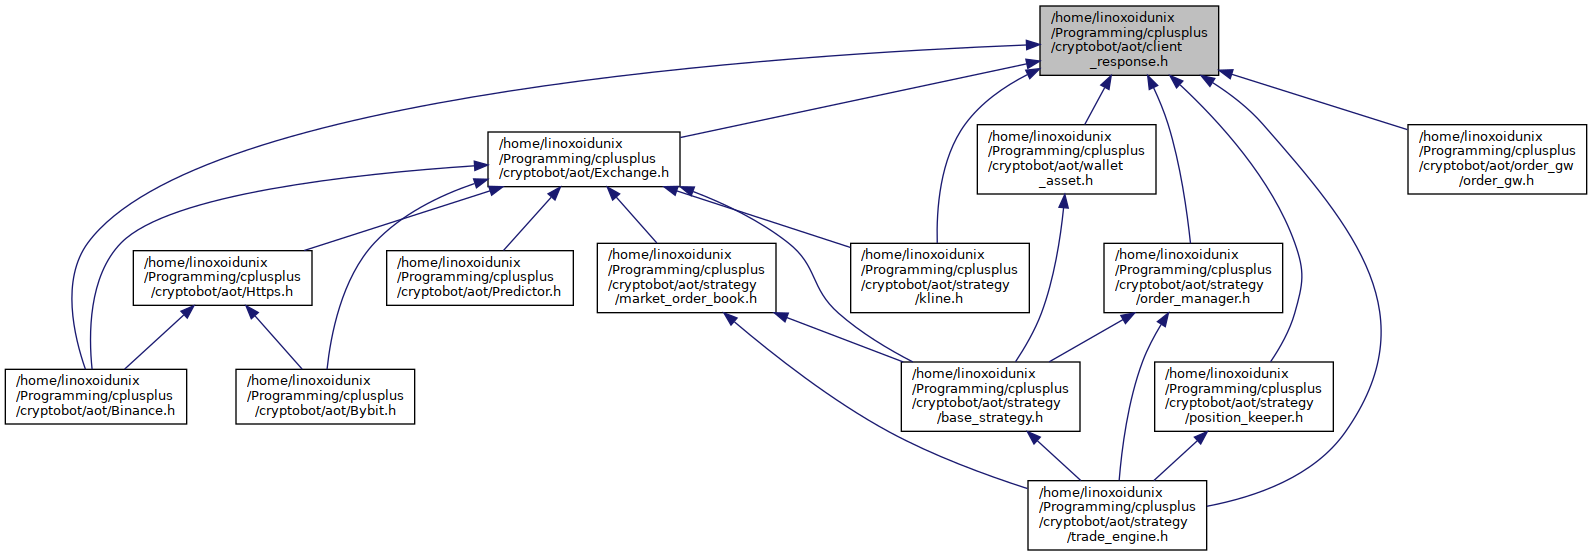 /home/linoxoidunix
/Programming/cplusplus
/cryptobot/aot/client
_response.h
/home/linoxoidunix
/Programming/cplusplus
/cryptobot/aot/Exchange.h
/home/linoxoidunix
/Programming/cplusplus
/cryptobot/aot/wallet
_asset.h
/home/linoxoidunix
/Programming/cplusplus
/cryptobot/aot/order_gw
/order_gw.h
/home/linoxoidunix
/Programming/cplusplus
/cryptobot/aot/Https.h
/home/linoxoidunix
/Programming/cplusplus
/cryptobot/aot/Predictor.h
/home/linoxoidunix
/Programming/cplusplus
/cryptobot/aot/strategy
/market_order_book.h
/home/linoxoidunix
/Programming/cplusplus
/cryptobot/aot/strategy
/kline.h
/home/linoxoidunix
/Programming/cplusplus
/cryptobot/aot/strategy
/order_manager.h
/home/linoxoidunix
/Programming/cplusplus
/cryptobot/aot/Binance.h
/home/linoxoidunix
/Programming/cplusplus
/cryptobot/aot/Bybit.h
/home/linoxoidunix
/Programming/cplusplus
/cryptobot/aot/strategy
/base_strategy.h
/home/linoxoidunix
/Programming/cplusplus
/cryptobot/aot/strategy
/position_keeper.h
/home/linoxoidunix
/Programming/cplusplus
/cryptobot/aot/strategy
/trade_engine.h